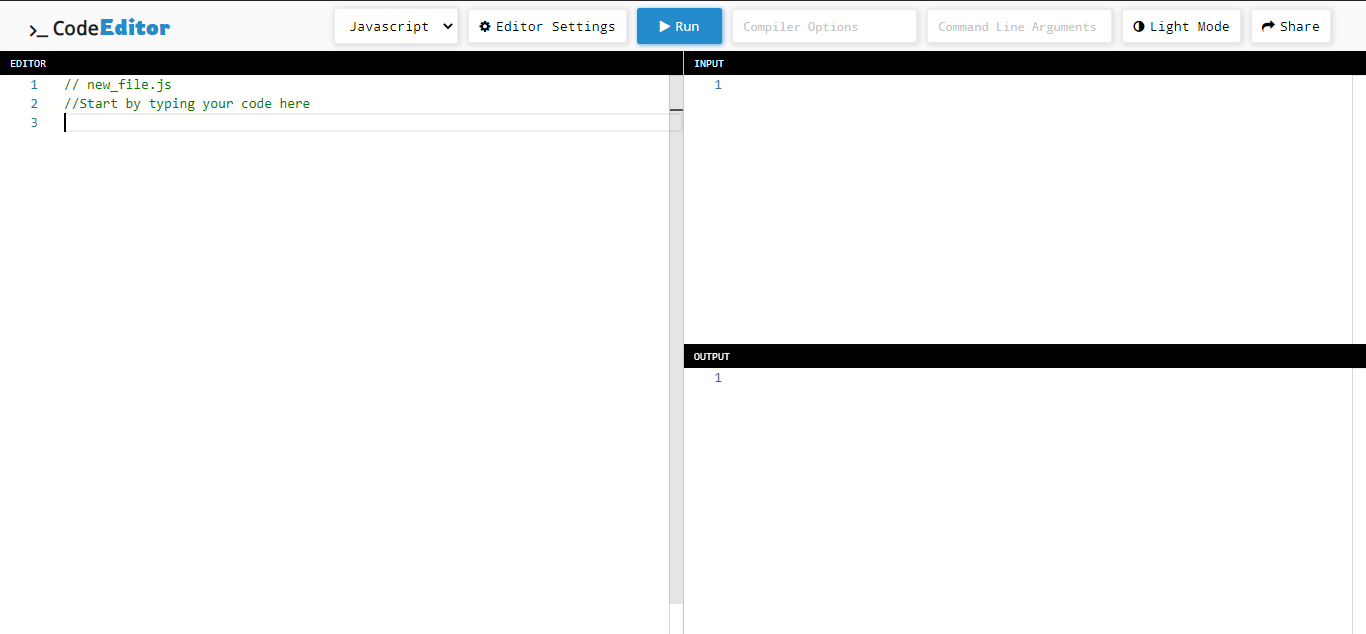 >_ CodeEditor
Javascript
Editor Settings
Run
Compiler Options
Command Line Arguments
Light Mode
Share
EDITOR
1 // new_file.js
2 //Start by typing your code here
3
INPUT
1
OUTPUT
1